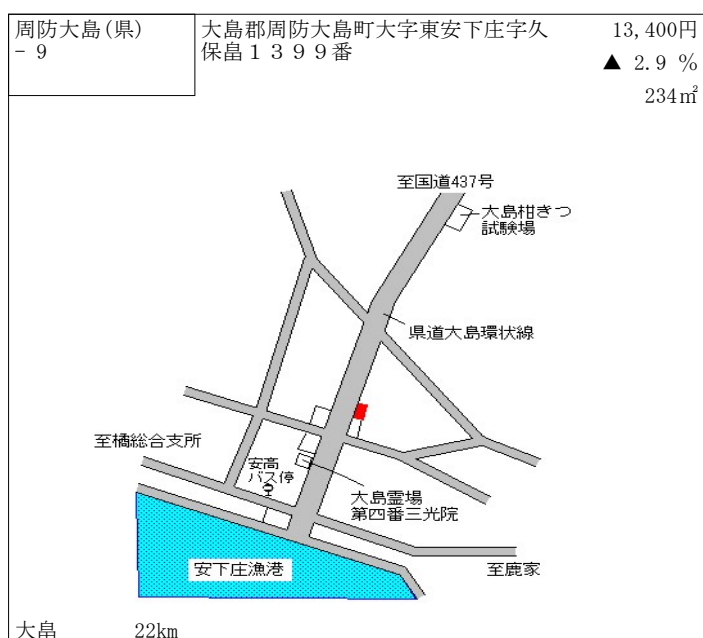 周防大島(県)
- 9
大島郡周防大島町大字東安下庄字久
保畠１３９９番
13,400円
▲ 2.9 %
234㎡
至国道437号
大島柑きつ
試験場
県道大島環状線
至橘総合支所
安高
バス停
大島霊場
第四番三光院
安下庄漁港
至鹿家
大畠 22km